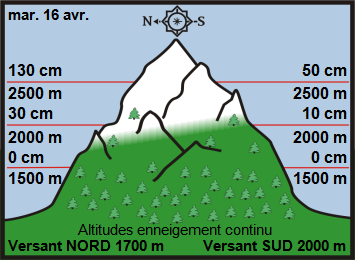 mar. 16 avr.
N S
130 cm 50 cm
2500 m 2500 m
30 cm 10 cm
2000 m 2000 m
0 cm 0 cm
1500 m 1500 m
Altitudes enneigement continu
Versant NORD 1700 m Versant SUD 2000 m